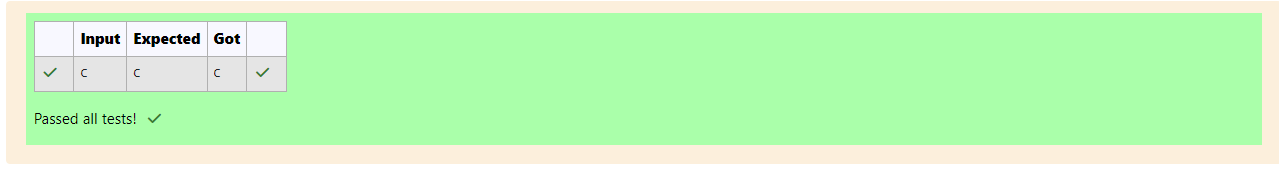 Input Expected Got
C C C
Passed all tests!